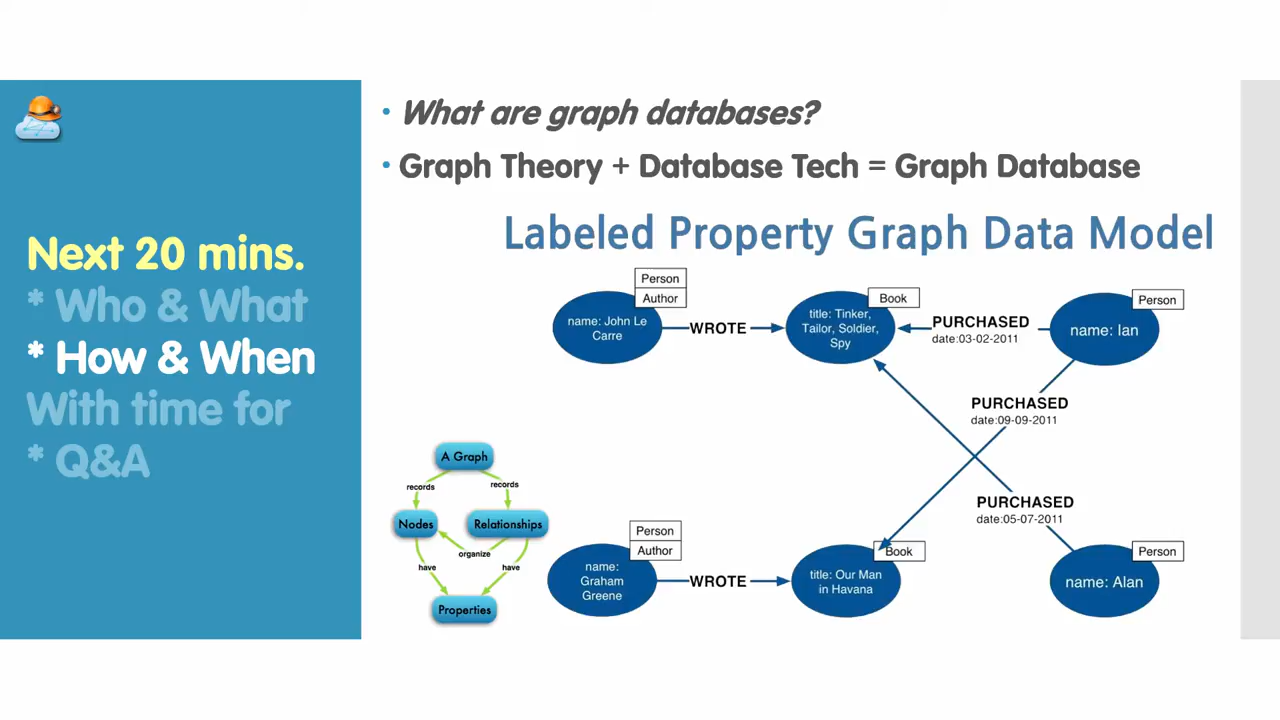 Next 20 mins.
* Who & What
* How & When
With time for
* Q&A
• What are graph databases?
• Graph Theory + Database Tech = Graph Database
Labeled Property Graph Data Model
Person
Author
name: John Le
Carre
WROTE
Book
title: Tinker,
Tailor, Soldier,
Spy
PURCHASED
date:03-02-2011
Person
name: Ian
PURCHASED
date:09-09-2011
PURCHASED
date:05-07-2011
A Graph
records
records
Nodes
Relationships
organize
have
have
Properties
Person
Author
name:
Graham
Greene
WROTE
Book
title: Our Man
in Havana
Person
name: Alan